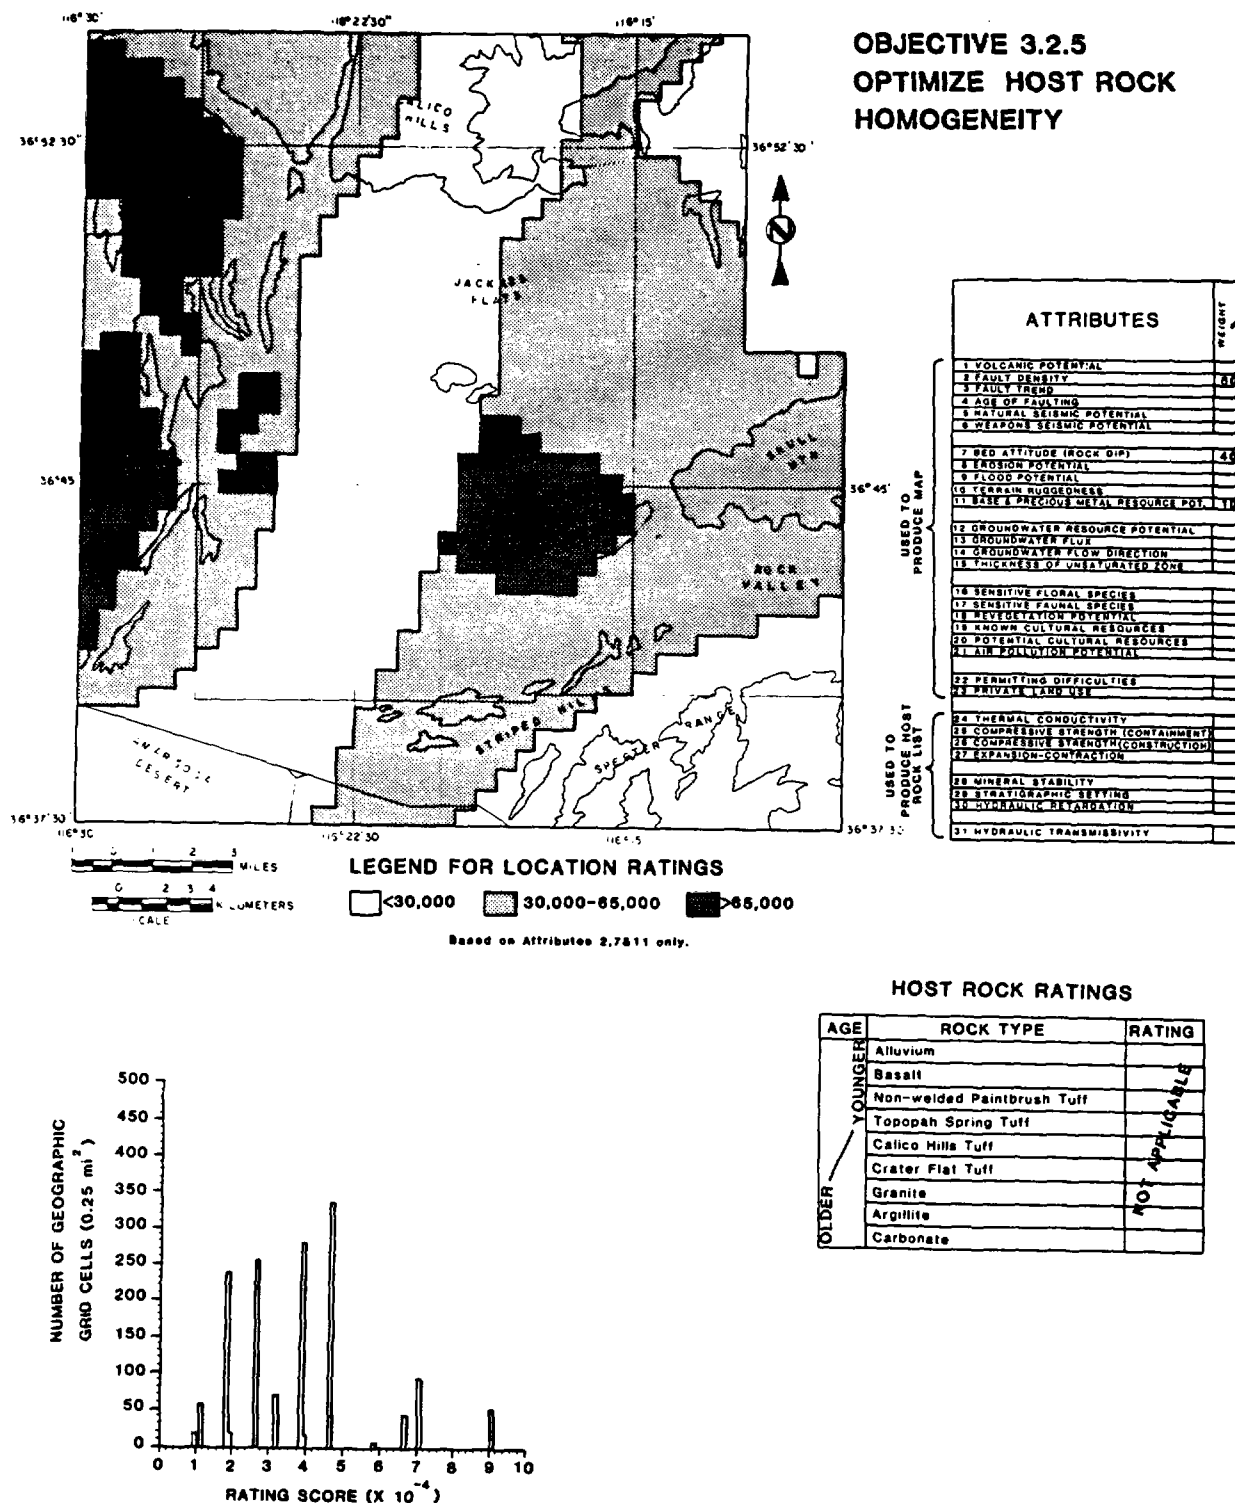 OBJECTIVE 3.2.5
OPTIMIZE HOST ROCK
HOMOGENEITY
116°30'
116°15'
36°52'30"
36°52'30"
HILLS
JACKASS
FLATS
SKULL
MTN
36°45'
36°45'
ROCK
VALLEY
STRIPED HILLS
SPECTER RANGE
DESERT
36°37'30
36°37'30
116°30
MILES
KILOMETERS
SCALE
LEGEND FOR LOCATION RATINGS
<30,000
30,000-65,000
>65,000
Based on Attributes 2,7&11 only.
ATTRIBUTES
WEIGHT
USED TO
PRODUCE MAP
1 VOLCANIC POTENTIAL
2 FAULT DENSITY
3 FAULT TREND
4 AGE OF FAULTING
5 NATURAL SEISMIC POTENTIAL
6 WEAPONS SEISMIC POTENTIAL
7 BED ATTITUDE (ROCK DIP)
8 EROSION POTENTIAL
9 FLOOD POTENTIAL
10 TERRAIN RUGGEDNESS
11 BASE & PRECIOUS METAL RESOURCE POT.
12 GROUNDWATER RESOURCE POTENTIAL
13 GROUNDWATER FLUX
14 GROUNDWATER FLOW DIRECTION
15 THICKNESS OF UNSATURATED ZONE
16 SENSITIVE FLORAL SPECIES
17 SENSITIVE FAUNAL SPECIES
18 REVEGETATION POTENTIAL
19 KNOWN CULTURAL RESOURCES
20 POTENTIAL CULTURAL RESOURCES
21 AIR POLLUTION POTENTIAL
22 PERMITTING DIFFICULTIES
23 PRIVATE LAND USE
USED TO
PRODUCE HOST
ROCK LIST
24 THERMAL CONDUCTIVITY
25 COMPRESSIVE STRENGTH (CONTAINMENT)
26 COMPRESSIVE STRENGTH (CONSTRUCTION)
27 EXPANSION-CONTRACTION
28 MINERAL STABILITY
29 STRATIGRAPHIC SETTING
30 HYDRAULIC RETARDATION
31 HYDRAULIC TRANSMISSIVITY
HOST ROCK RATINGS
AGE ROCK TYPE RATING
OLDER YOUNGER
Alluvium
Basalt
Non-welded Paintbrush Tuff
Topopah Spring Tuff
Calico Hills Tuff
Crater Flat Tuff
Granite
Argillite
Carbonate
NOT APPLICABLE
NUMBER OF GEOGRAPHIC
GRID CELLS (0.25 mi²)
500
450
400
350
300
250
200
150
100
50
0
0 1 2 3 4 5 6 7 8 9 10
RATING SCORE (X 10⁻⁴)